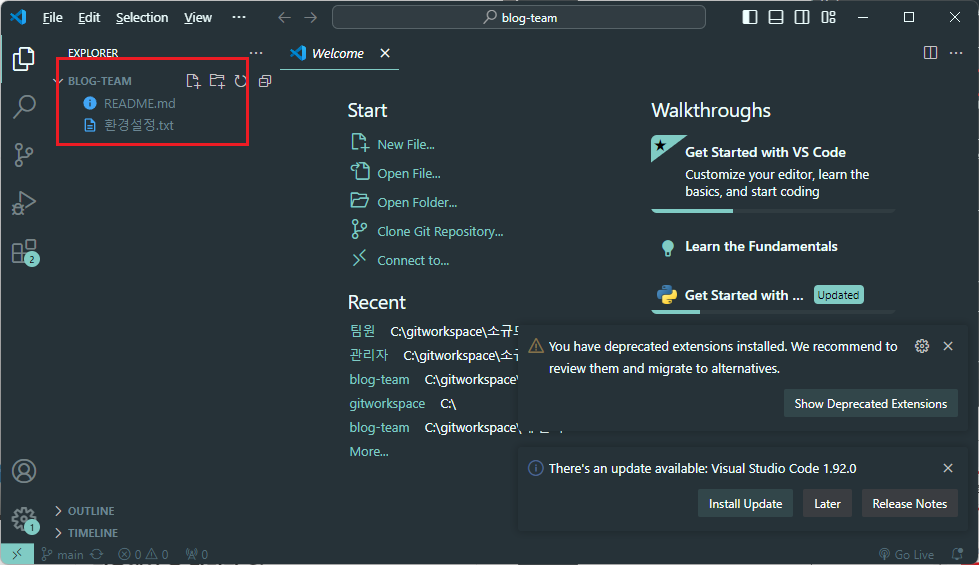 File Edit Selection View ···
blog-team
EXPLORER ···
BLOG-TEAM
README.md
환경설정.txt
OUTLINE
TIMELINE
Welcome
Start
New File...
Open File...
Open Folder...
Clone Git Repository...
Connect to...
Recent
팀원 C:\gitworkspace\소규모
관리자 C:\gitworkspace\소규
blog-team C:\gitworkspace\
gitworkspace C:\
blog-team C:\gitworkspace\
More...
Walkthroughs
Get Started with VS Code
Customize your editor, learn the
basics, and start coding
Learn the Fundamentals
Get Started with ... Updated
You have deprecated extensions installed. We recommend to
review them and migrate to alternatives.
Show Deprecated Extensions
There's an update available: Visual Studio Code 1.92.0
Install Update Later Release Notes
2
1
main 0 0 0 Go Live